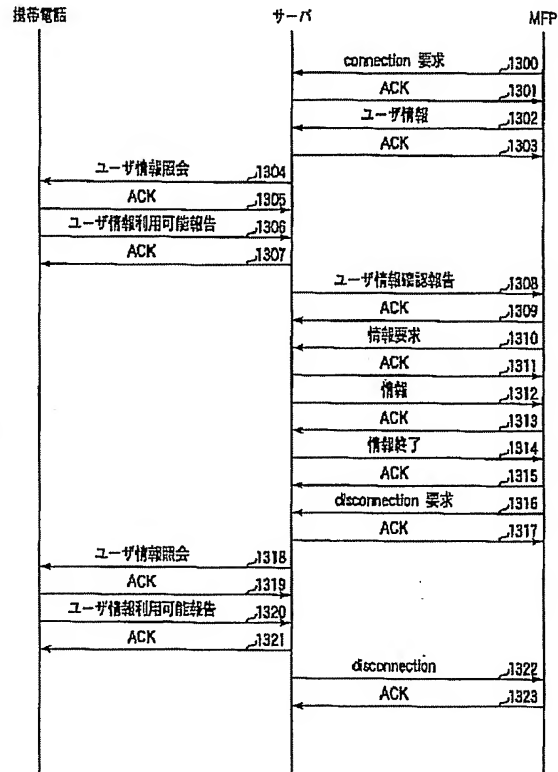 携帯電話 サーバ MFP
connection 要求 1300
ACK 1301
ユーザ情報 1302
ACK 1303
ユーザ情報照会 1304
ACK 1305
ユーザ情報利用可能報告 1306
ACK 1307
ユーザ情報確認報告 1308
ACK 1309
情報要求 1310
ACK 1311
情報 1312
ACK 1313
情報終了 1314
ACK 1315
disconnection 要求 1316
ACK 1317
ユーザ情報照会 1318
ACK 1319
ユーザ情報利用可能報告 1320
ACK 1321
disconnection 1322
ACK 1323